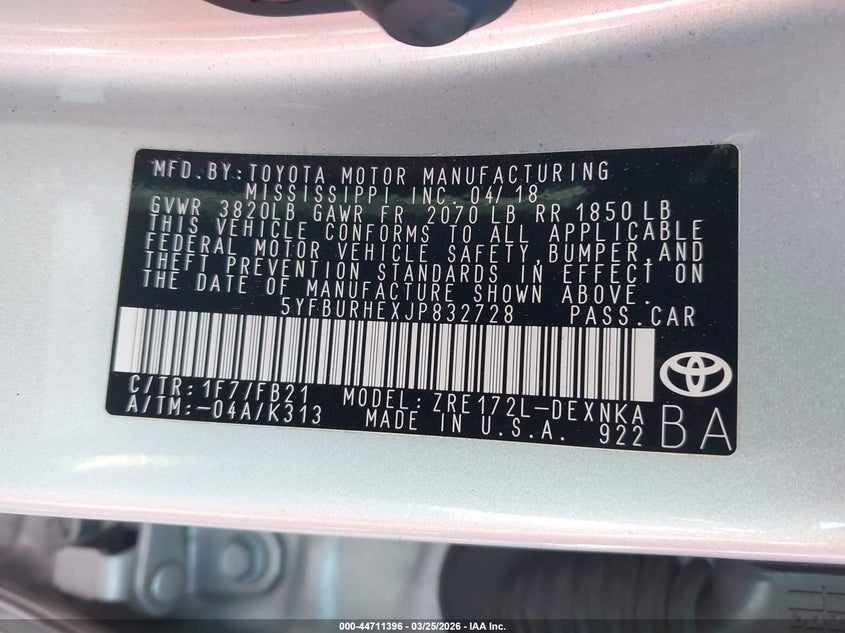 MFD.BY:TOYOTA MOTOR MANUFACTURING
MISSISSIPPI INC. 04/18
GVWR 3820LB GAWR FR 2070 LB RR 1850 LB
THIS VEHICLE CONFORMS TO ALL APPLICABLE
FEDERAL MOTOR VEHICLE SAFETY,BUMPER,AND
THEFT PREVENTION STANDARDS IN EFFECT ON
THE DATE OF MANUFACTURE SHOWN ABOVE.
5YFBURHEXJP832728 PASS.CAR
C/TR:1F7/FB21 MODEL:ZRE172L-DEXNKA
A/TM:-04A/K313 MADE IN U.S.A. 922 BA
000-44711396 - 03/25/2026 - IAA Inc.